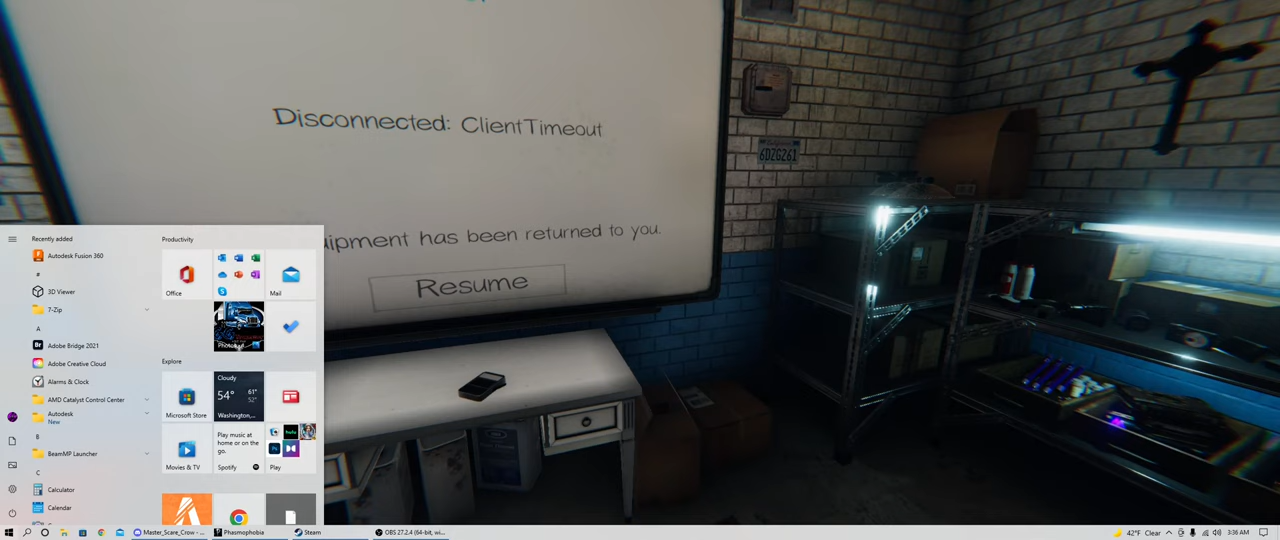 Disconnected: ClientTimeout
uipment has been returned to you.
Resume
6DZG261
Recently added
Autodesk Fusion 360
#
3D Viewer
7-Zip
A
Adobe Bridge 2021
Adobe Creative Cloud
Alarms & Clock
AMD Catalyst Control Center
Autodesk
New
B
BeamMP Launcher
C
Calculator
Calendar
Productivity
Office
Mail
Explore
Microsoft Store
Cloudy
54° 61°
52°
Washington,...
Movies & TV
Play music at
home or on the
go.
Spotify
Play
Master_Scare_Crow - ...
Phasmophobia
Steam
OBS 27.2.4 (64-bit, wi...
42°F Clear
3:36 AM